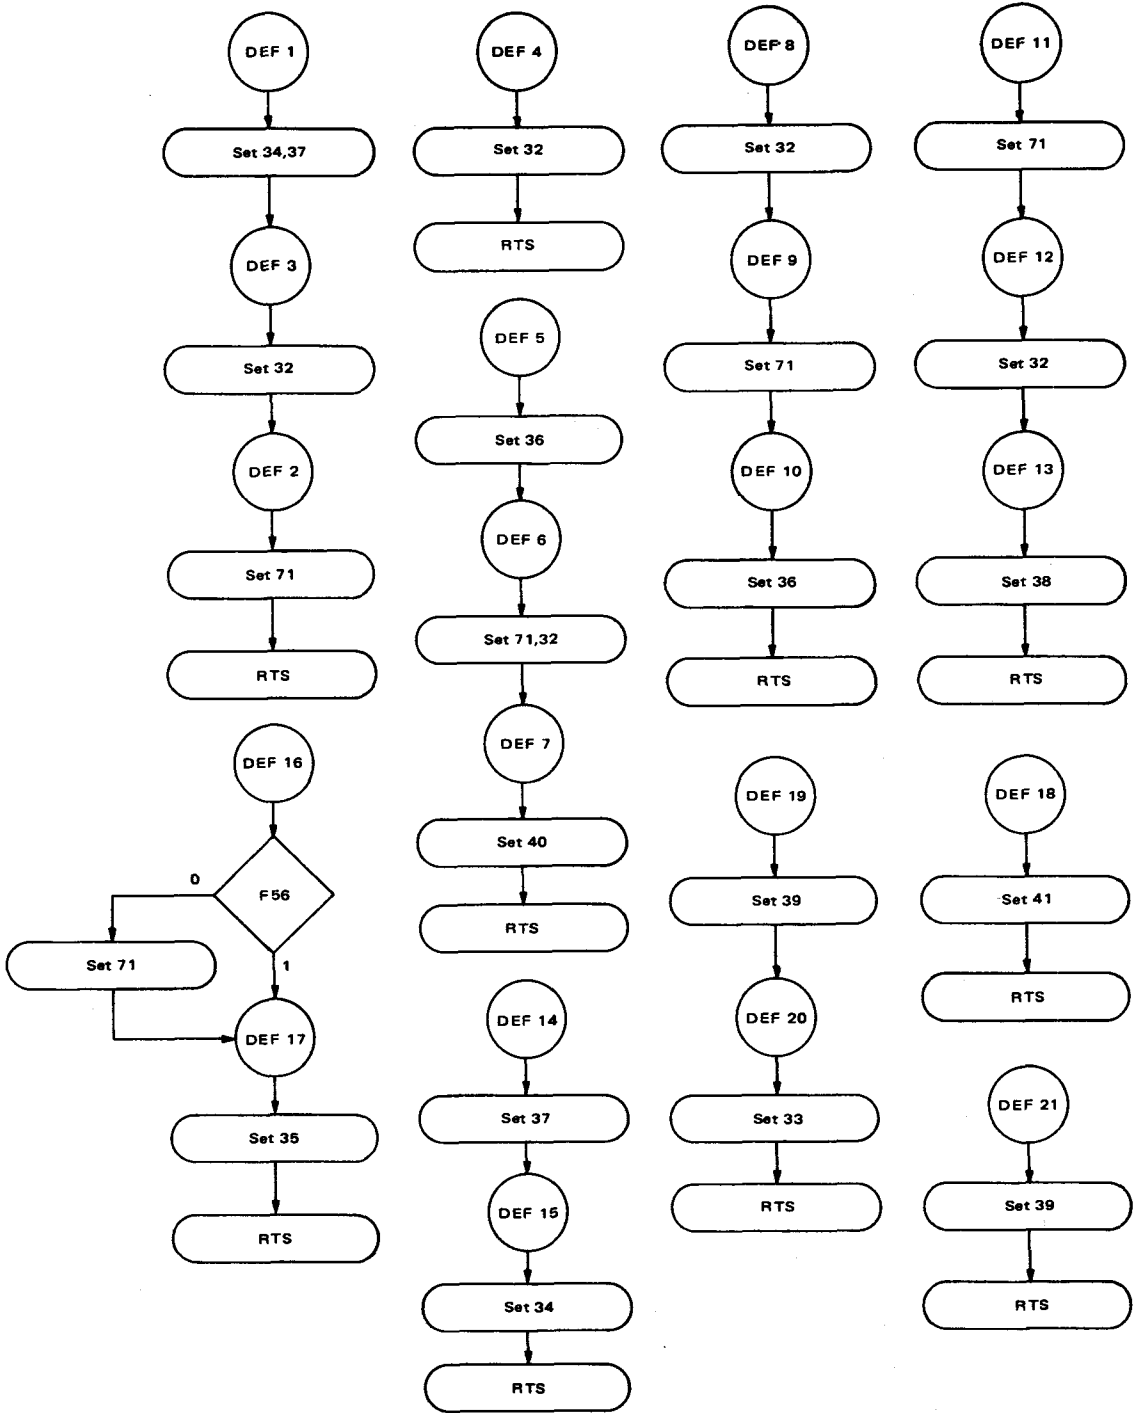 DEF 1
Set 34,37
DEF 3
Set 32
DEF 2
Set 71
RTS
DEF 16
F56
0
1
Set 71
DEF 17
Set 35
RTS
DEF 4
Set 32
RTS
DEF 5
Set 36
DEF 6
Set 71,32
DEF 7
Set 40
RTS
DEF 14
Set 37
DEF 15
Set 34
RTS
DEF 8
Set 32
DEF 9
Set 71
DEF 10
Set 36
RTS
DEF 19
Set 39
DEF 20
Set 33
RTS
DEF 11
Set 71
DEF 12
Set 32
DEF 13
Set 38
RTS
DEF 18
Set 41
RTS
DEF 21
Set 39
RTS